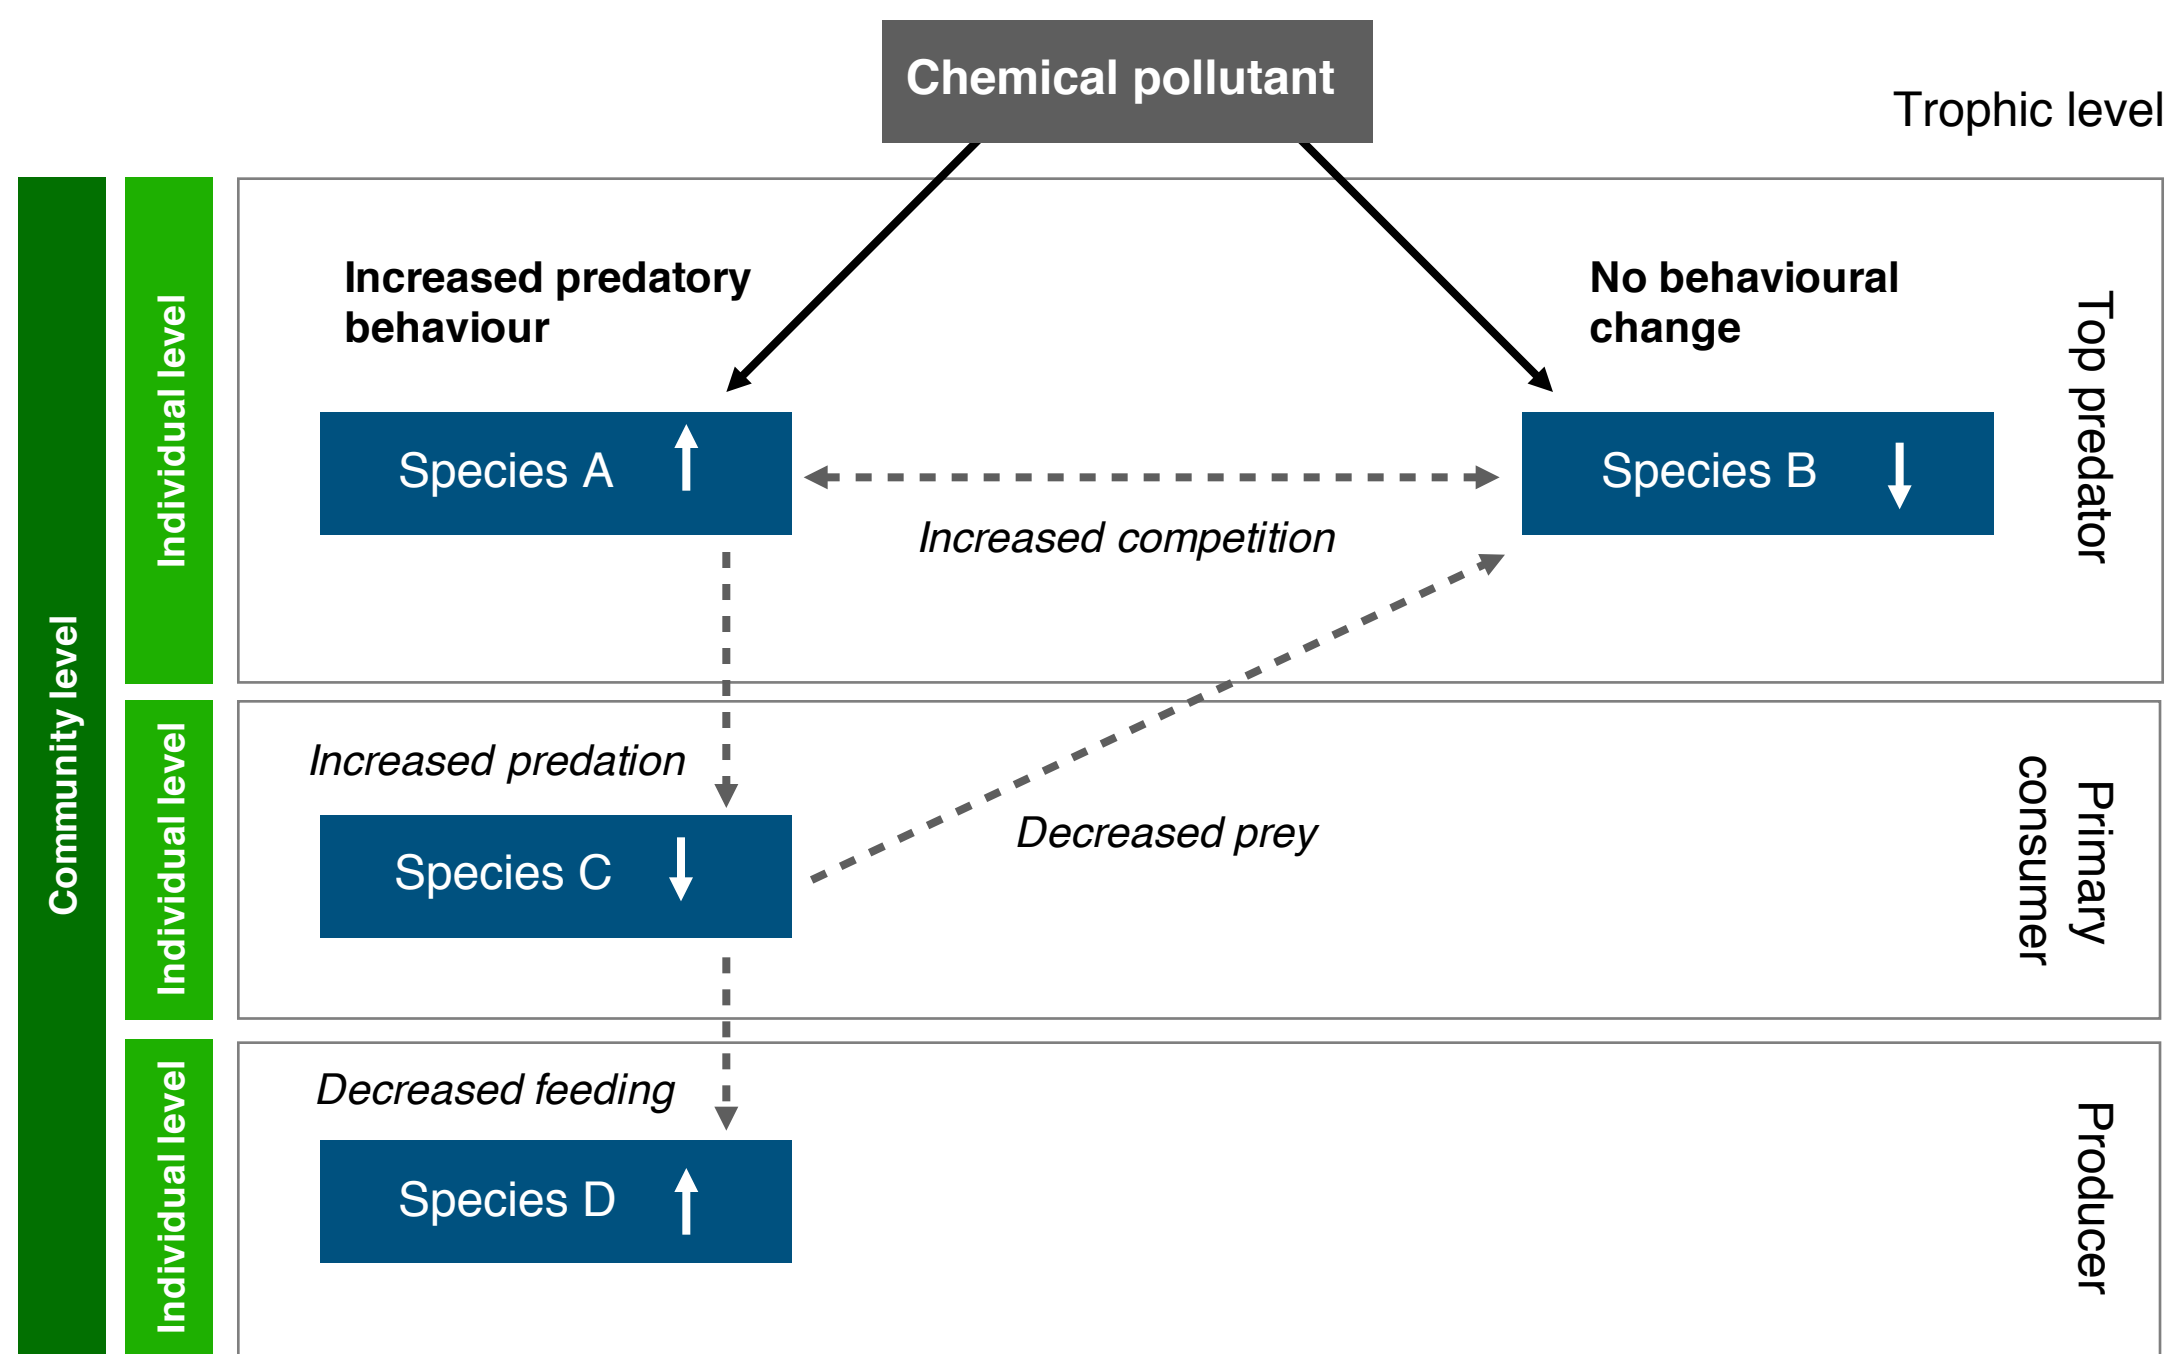 Chemical pollutant
Trophic level
Community level
Individual level
Increased predatory
behaviour
No behavioural
change
Top predator
Species A
Increased competition
Species B
Individual level
Increased predation
Species C
Decreased prey
Primary
consumer
Individual level
Decreased feeding
Species D
Producer